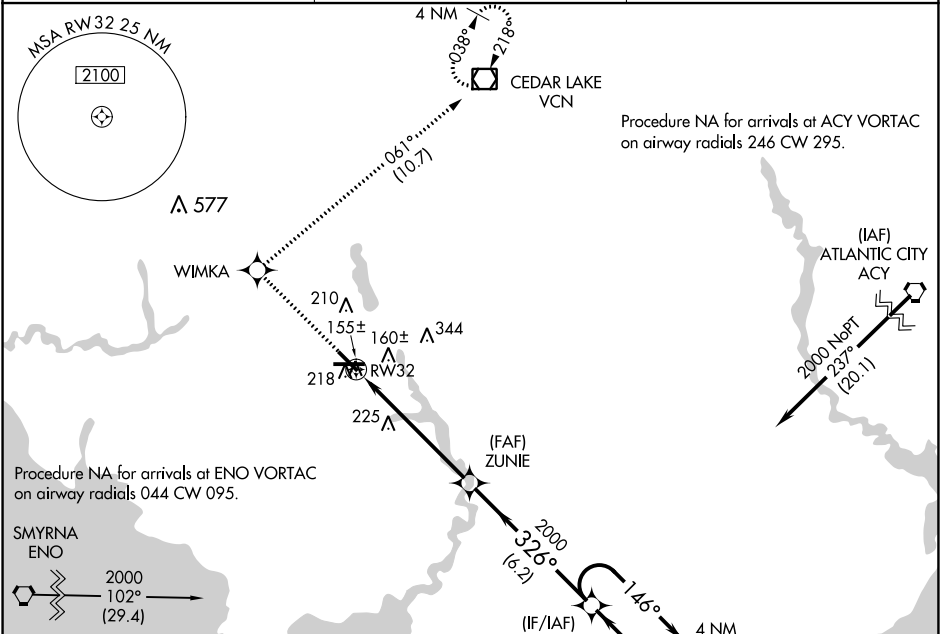 MSA RW32 25 NM
2100
4 NM
038°
218°
CEDAR LAKE
VCN
Procedure NA for arrivals at ACY VORTAC
on airway radials 246 CW 295.
061°
(10.7)
577
(IAF)
ATLANTIC CITY
ACY
WIMKA
210
155±
160±
344
2000 NoPT
237°
(20.1)
218
RW32
225
(FAF)
ZUNIE
Procedure NA for arrivals at ENO VORTAC
on airway radials 044 CW 095.
SMYRNA
ENO
2000
102°
(29.4)
2000
326°
(6.2)
146°
(IF/IAF)
4 NM